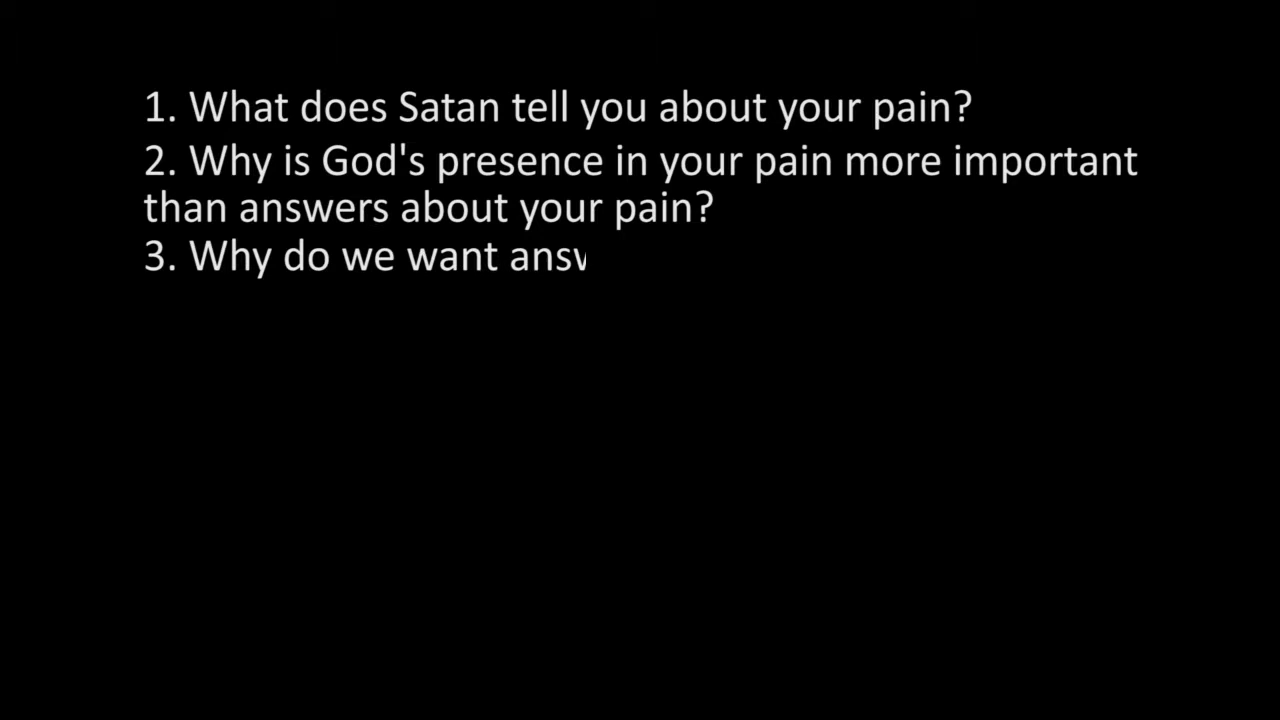 1. What does Satan tell you about your pain?
2. Why is God's presence in your pain more important
than answers about your pain?
3. Why do we want